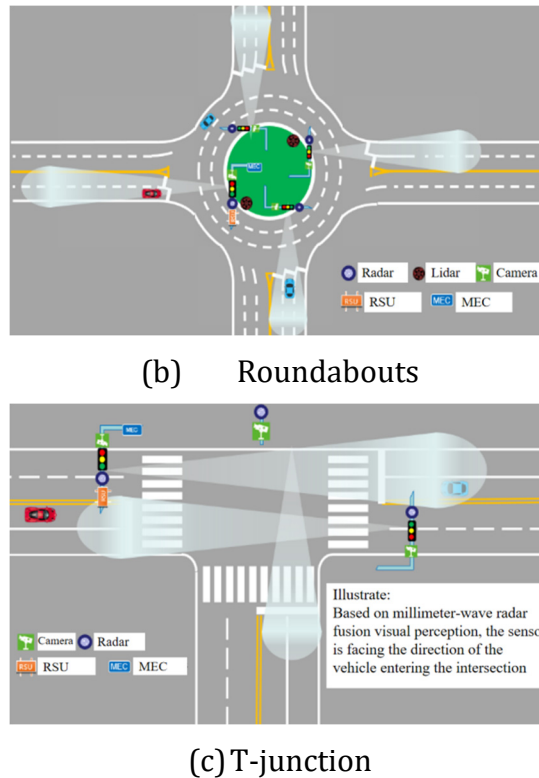 MEC
RSU
Radar Lidar Camera
RSU MEC
(b) Roundabouts
MEC
RSU
Camera Radar
RSU MEC
Illustrate:
Based on millimeter-wave radar
fusion visual perception, the senso
is facing the direction of the
vehicle entering the intersection
(c) T-junction